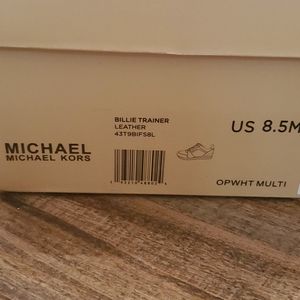 BILLIE TRAINER
LEATHER
43T9BIFS8L
US 8.5M
MICHAEL
MICHAEL KORS
OPWHT MULTI